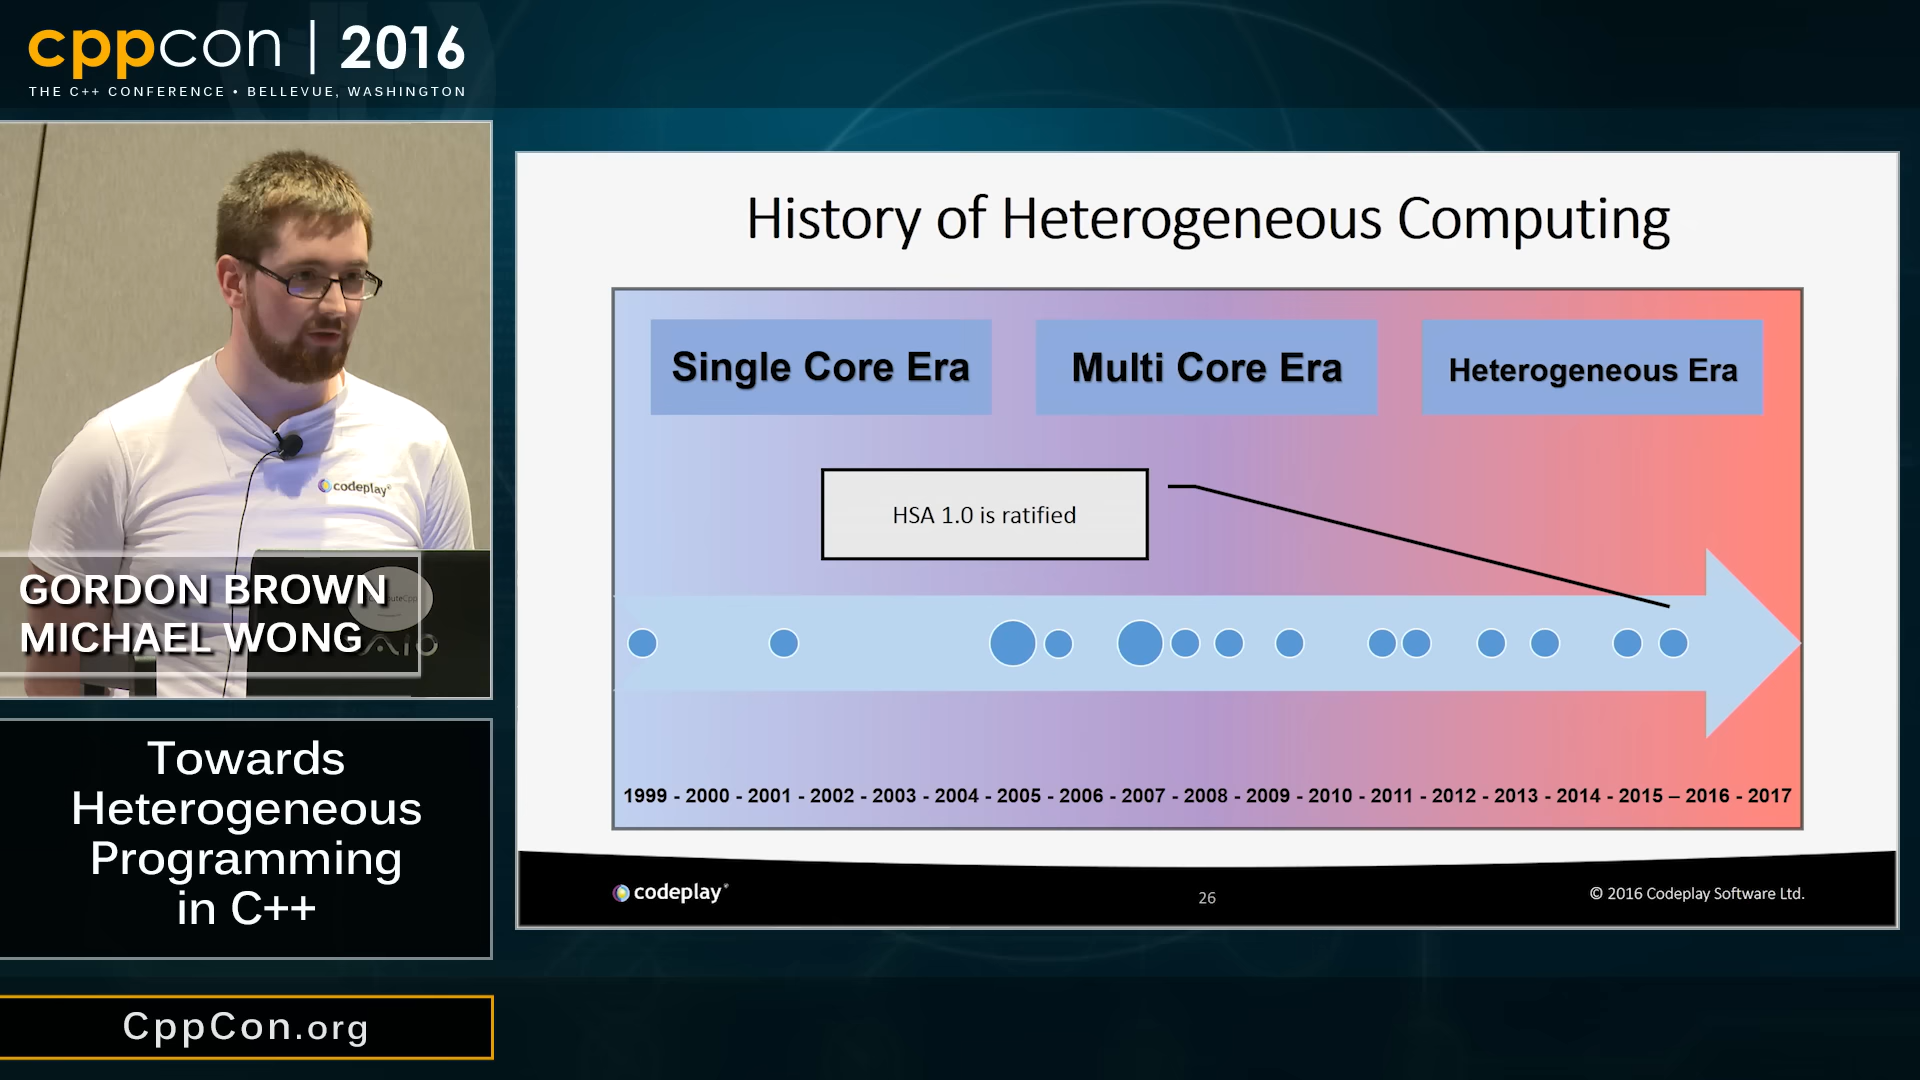 cppcon | 2016
THE C++ CONFERENCE • BELLEVUE, WASHINGTON
codeplay®
GORDON BROWN
MICHAEL WONG
VAIO
Towards
Heterogeneous
Programming
in C++
CppCon.org
History of Heterogeneous Computing
Single Core Era
Multi Core Era
Heterogeneous Era
HSA 1.0 is ratified
1999 - 2000 - 2001 - 2002 - 2003 - 2004 - 2005 - 2006 - 2007 - 2008 - 2009 - 2010 - 2011 - 2012 - 2013 - 2014 - 2015 – 2016 - 2017
codeplay®
26
© 2016 Codeplay Software Ltd.